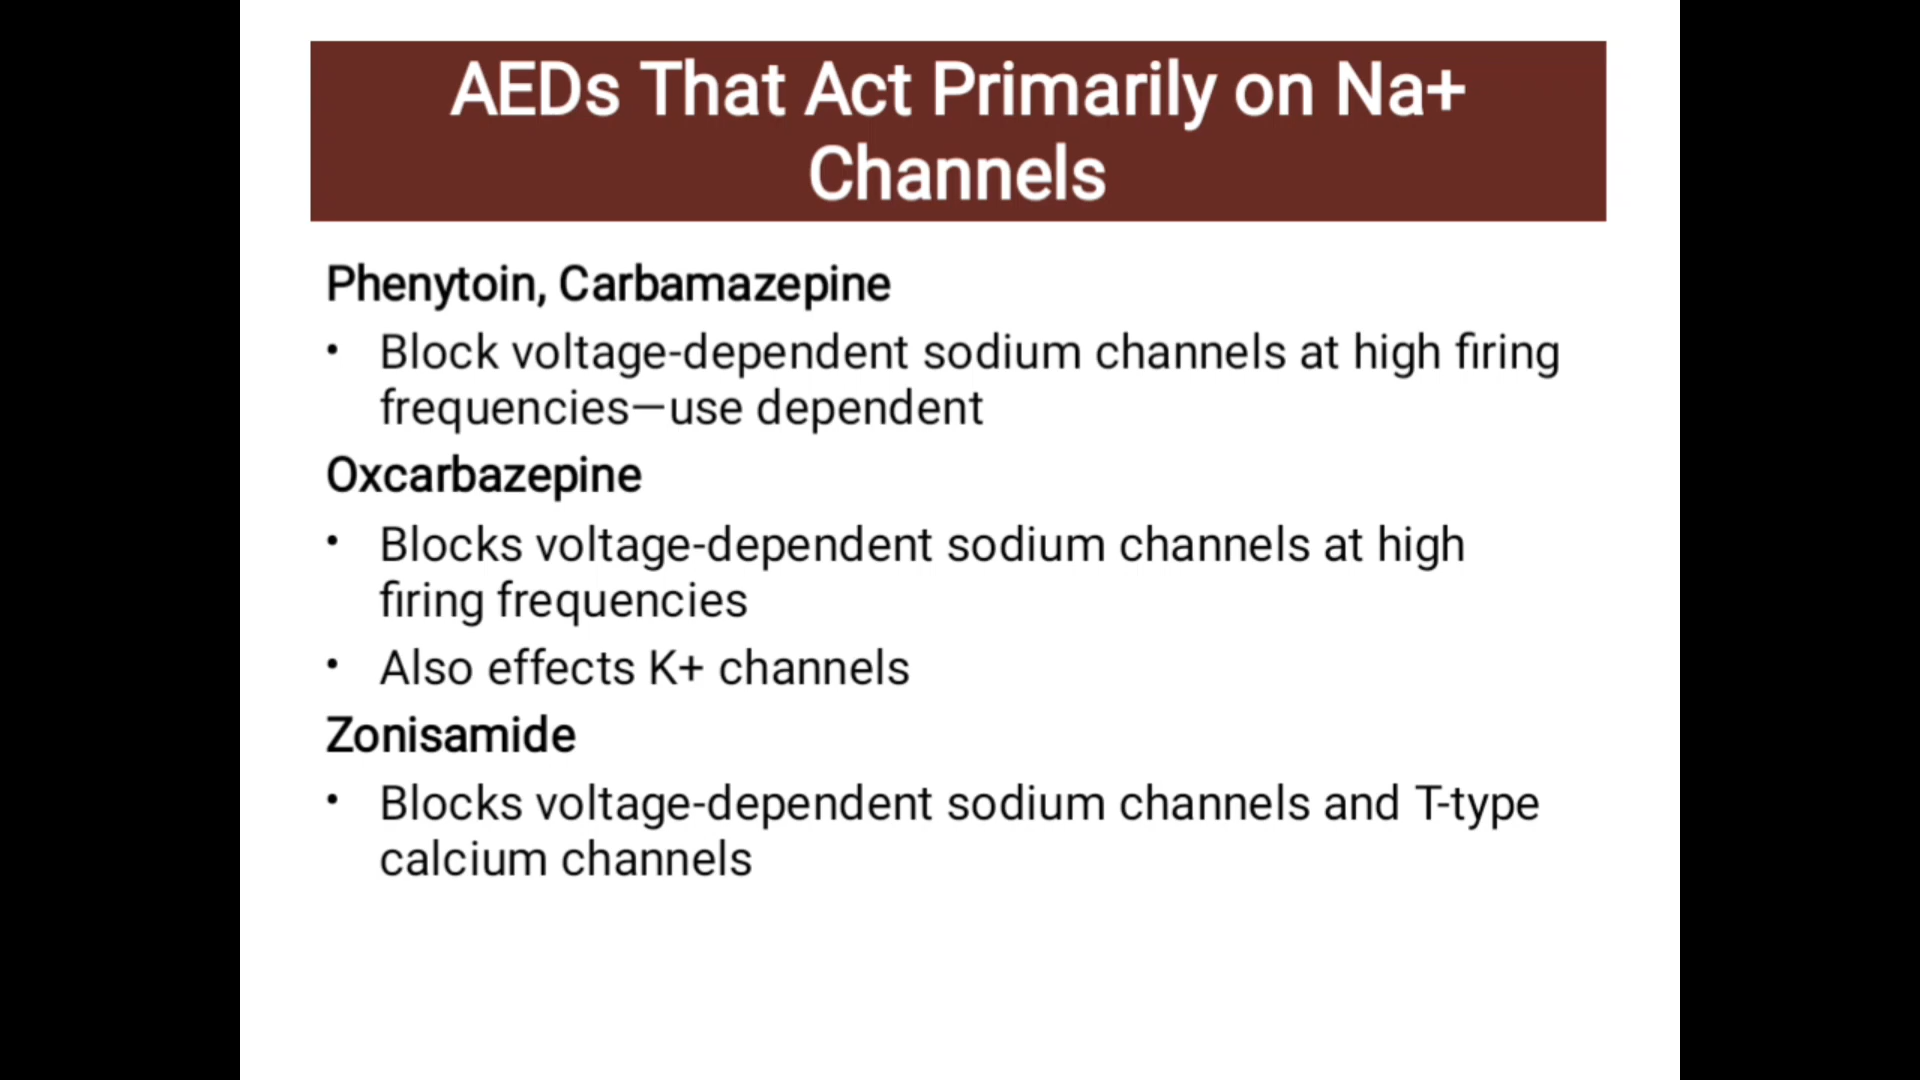 AEDs That Act Primarily on Na+
Channels
Phenytoin, Carbamazepine
• Block voltage-dependent sodium channels at high firing
frequencies—use dependent
Oxcarbazepine
• Blocks voltage-dependent sodium channels at high
firing frequencies
• Also effects K+ channels
Zonisamide
• Blocks voltage-dependent sodium channels and T-type
calcium channels